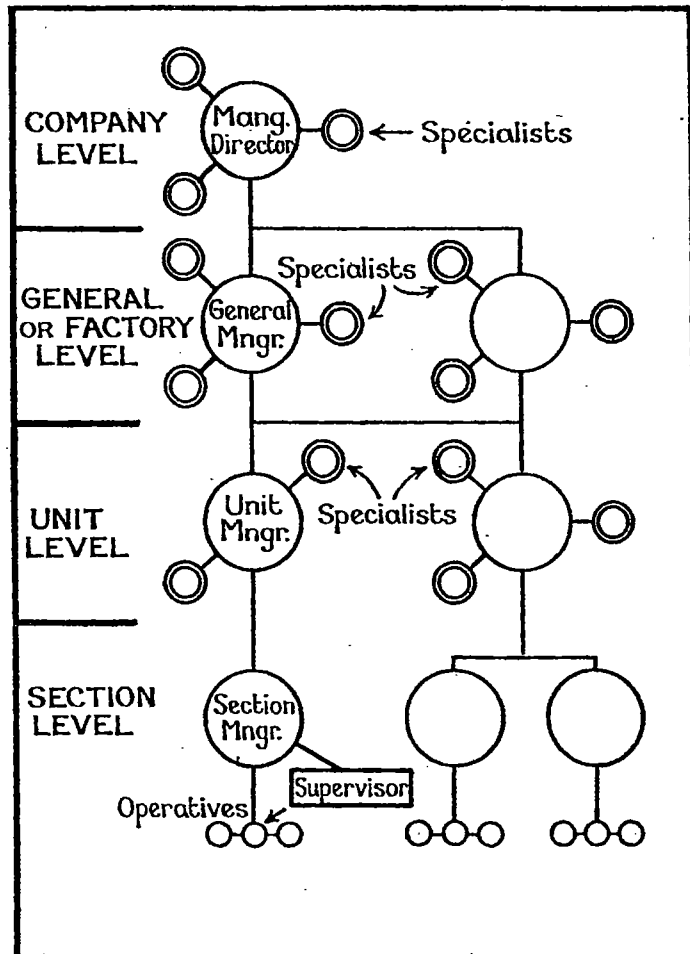 COMPANY
LEVEL
Mang.
Director
Specialists
GENERAL
OR FACTORY
LEVEL
General
Mngr.
Specialists
UNIT
LEVEL
Unit
Mngr.
Specialists
SECTION
LEVEL
Section
Mngr.
Supervisor
Operatives